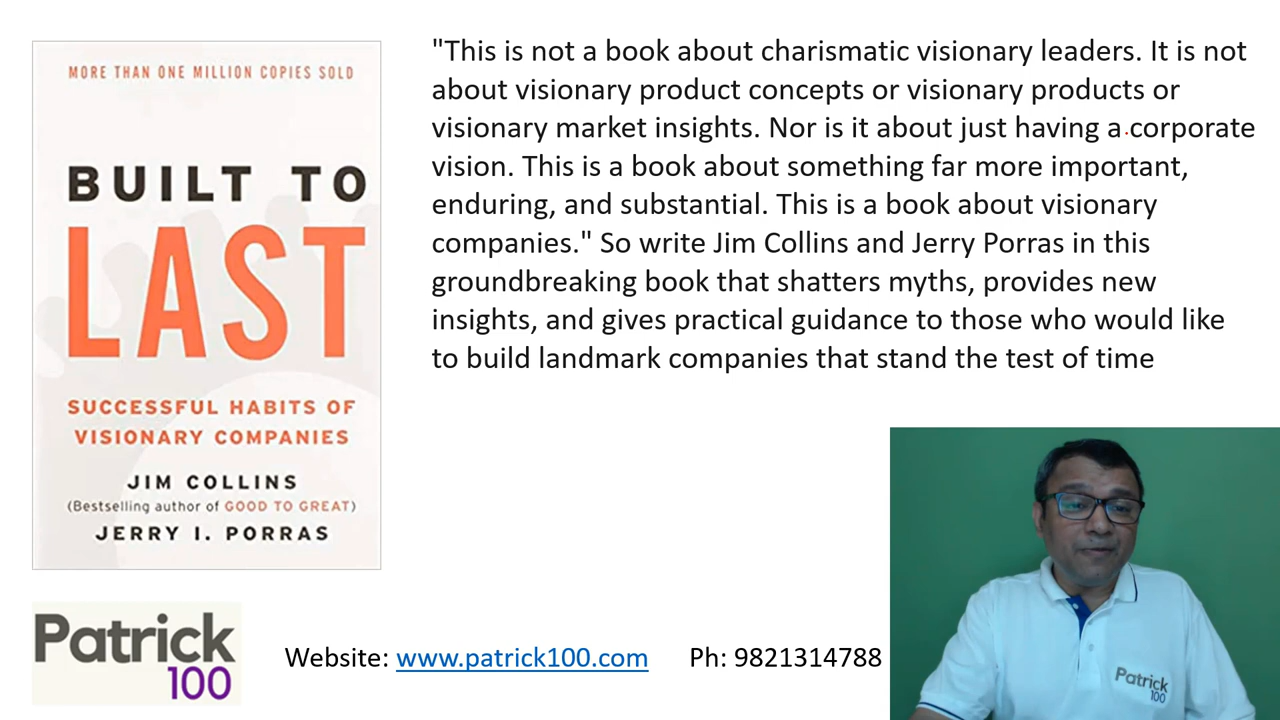 MORE THAN ONE MILLION COPIES SOLD
BUILT TO
LAST
SUCCESSFUL HABITS OF
VISIONARY COMPANIES
JIM COLLINS
(Bestselling author of GOOD TO GREAT)
JERRY I. PORRAS
"This is not a book about charismatic visionary leaders. It is not
about visionary product concepts or visionary products or
visionary market insights. Nor is it about just having a corporate
vision. This is a book about something far more important,
enduring, and substantial. This is a book about visionary
companies." So write Jim Collins and Jerry Porras in this
groundbreaking book that shatters myths, provides new
insights, and gives practical guidance to those who would like
to build landmark companies that stand the test of time
Patrick
100
Website: www.patrick100.com Ph: 9821314788
Patrick
100